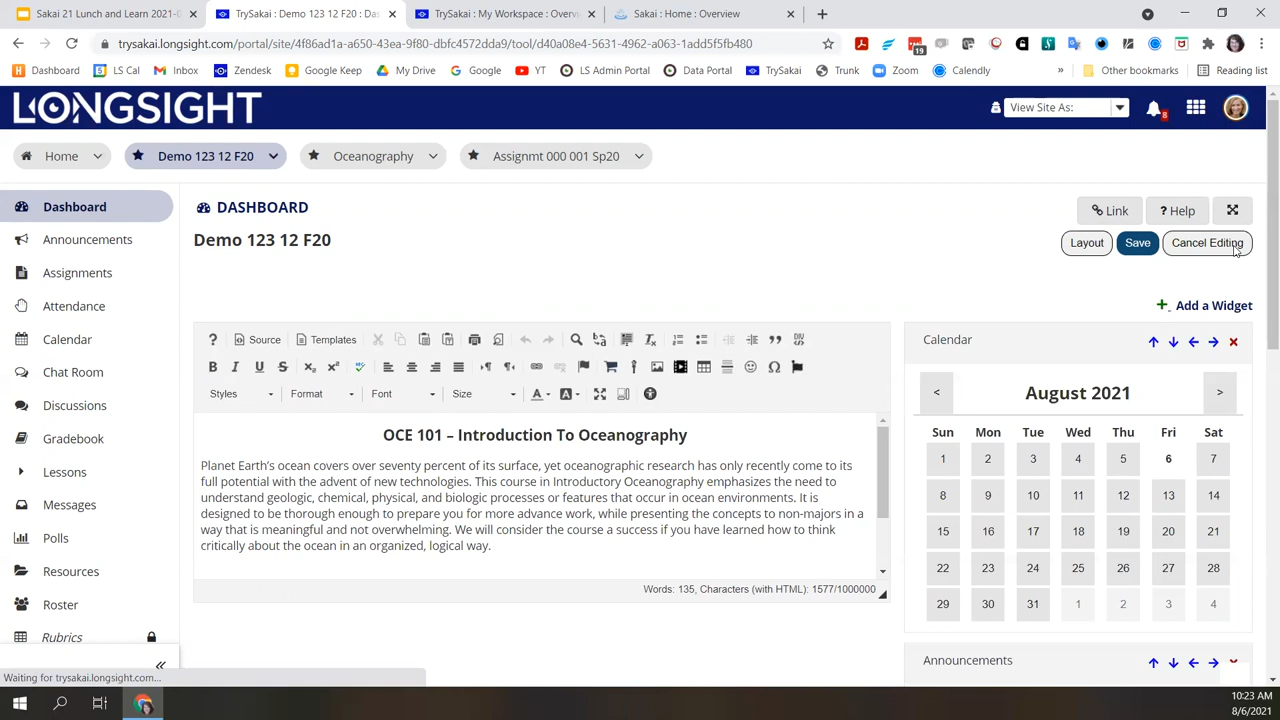 Sakai 21 Lunch and Learn 2021-0
TrySakai : Demo 123 12 F20 : Das
TrySakai : My Workspace : Overvi
Sakai : Home : Overview
trysakai.longsight.com/portal/site/4f86ed1a-a650-43ea-9f80-dbfc4573da9a/tool/d40a08e4-5631-4962-a063-1add5f5fb480
19
Dashboard
LS Cal
Inbox
Zendesk
Google Keep
My Drive
Google
YT
LS Admin Portal
Data Portal
TrySakai
Trunk
Zoom
Calendly
»
Other bookmarks
Reading list
LONGSIGHT
View Site As:
8
Home
Demo 123 12 F20
Oceanography
Assignmt 000 001 Sp20
Dashboard
Announcements
Assignments
Attendance
Calendar
Chat Room
Discussions
Gradebook
Lessons
Messages
Polls
Resources
Roster
Rubrics
Waiting for trysakai.longsight.com...
DASHBOARD
Link
? Help
Demo 123 12 F20
Layout
Save
Cancel Editing
+ Add a Widget
? Source Templates
B I U S x₂ x²
Styles Format Font Size A A
OCE 101 – Introduction To Oceanography
Planet Earth's ocean covers over seventy percent of its surface, yet oceanographic research has only recently come to its
full potential with the advent of new technologies. This course in Introductory Oceanography emphasizes the need to
understand geologic, chemical, physical, and biologic processes or features that occur in ocean environments. It is
designed to be thorough enough to prepare you for more advance work, while presenting the concepts to non-majors in a
way that is meaningful and not overwhelming. We will consider the course a success if you have learned how to think
critically about the ocean in an organized, logical way.
Words: 135, Characters (with HTML): 1577/1000000
Calendar
< August 2021 >
Sun Mon Tue Wed Thu Fri Sat
1 2 3 4 5 6 7
8 9 10 11 12 13 14
15 16 17 18 19 20 21
22 23 24 25 26 27 28
29 30 31 1 2 3 4
Announcements
10:23 AM
8/6/2021